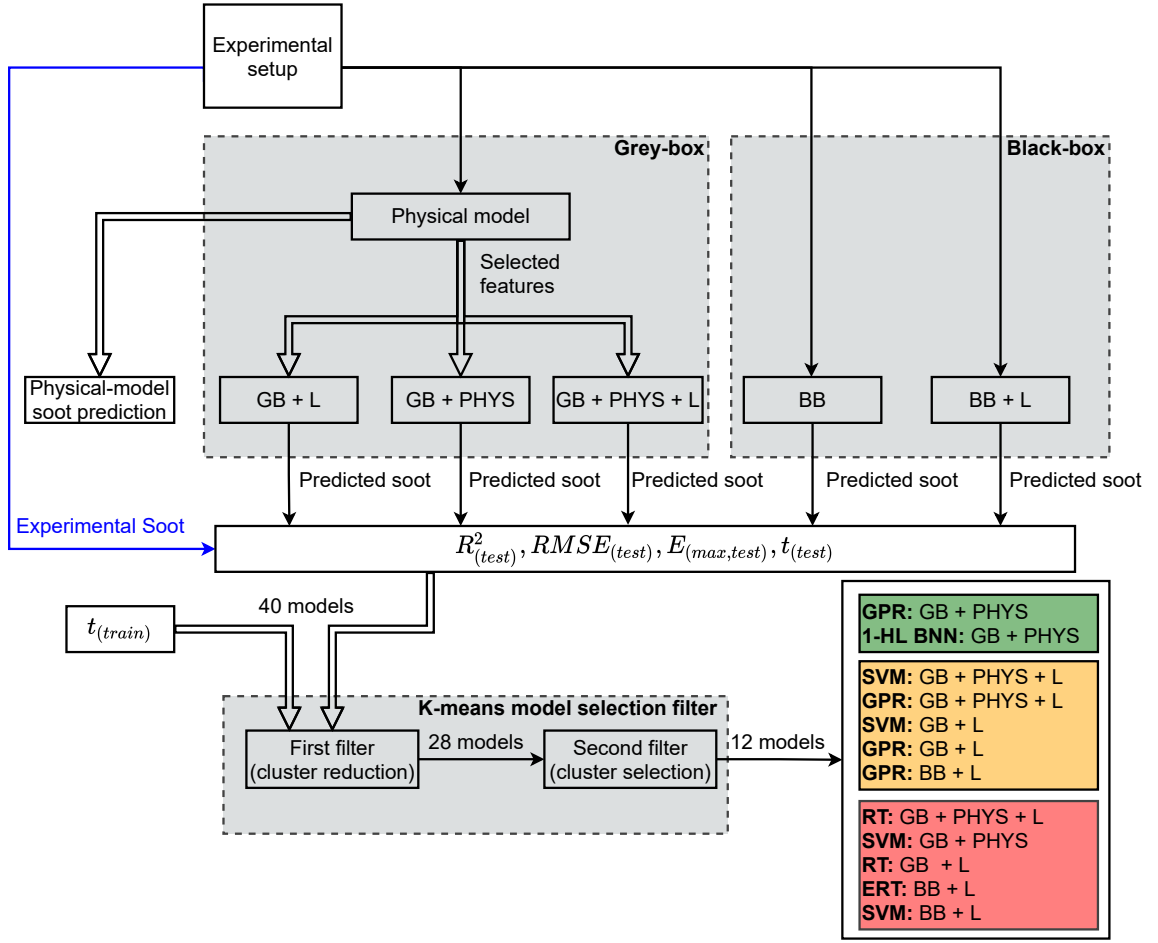 Experimental
setup
Grey-box
Black-box
Physical model
Selected
features
Physical-model
soot prediction
GB + L
GB + PHYS
GB + PHYS + L
BB
BB + L
Predicted soot
Predicted soot
Predicted soot
Predicted soot
Predicted soot
Experimental Soot
R²(test), RMSE(test), E(max,test), t(test)
40 models
t(train)
K-means model selection filter
First filter
(cluster reduction)
28 models
Second filter
(cluster selection)
12 models
GPR: GB + PHYS
1-HL BNN: GB + PHYS
SVM: GB + PHYS + L
GPR: GB + PHYS + L
SVM: GB + L
GPR: GB + L
GPR: BB + L
RT: GB + PHYS + L
SVM: GB + PHYS
RT: GB + L
ERT: BB + L
SVM: BB + L